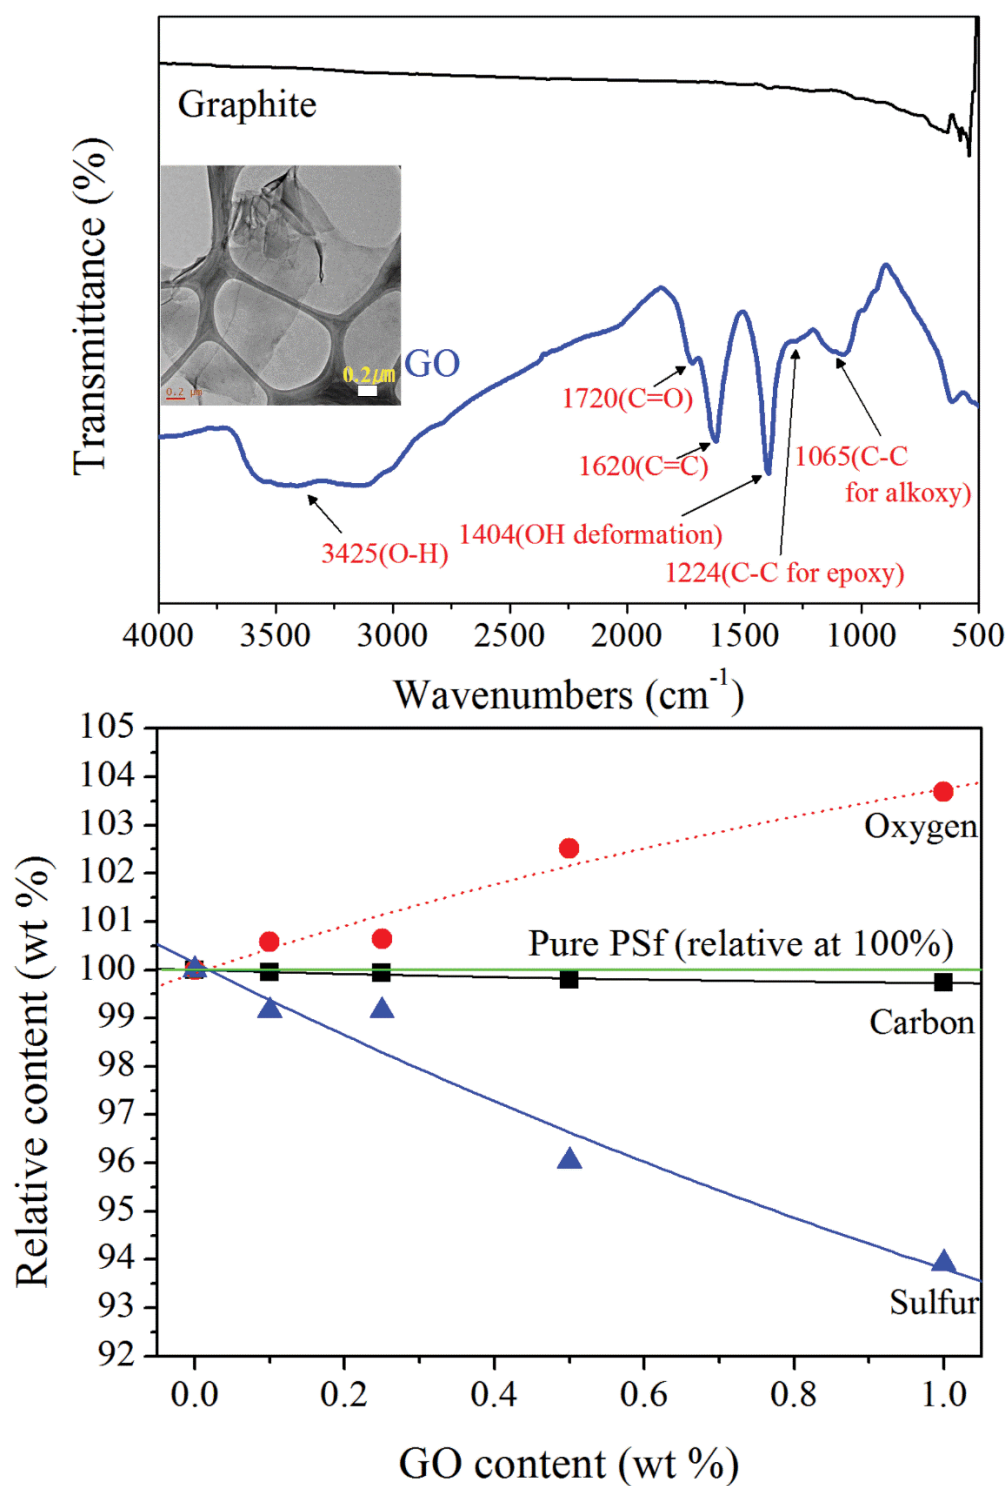 Transmittance (%)
Graphite
GO
0.2㎛
0.2 μm
1720(C=O)
1620(C=C)
1065(C-C
for alkoxy)
1404(OH deformation)
3425(O-H)
1224(C-C for epoxy)
4000 3500 3000 2500 2000 1500 1000 500
Wavenumbers (cm⁻¹)
Relative content (wt %)
105
104
103
102
101
100
99
98
97
96
95
94
93
92
Oxygen
Pure PSf (relative at 100%)
Carbon
Sulfur
0.0 0.2 0.4 0.6 0.8 1.0
GO content (wt %)